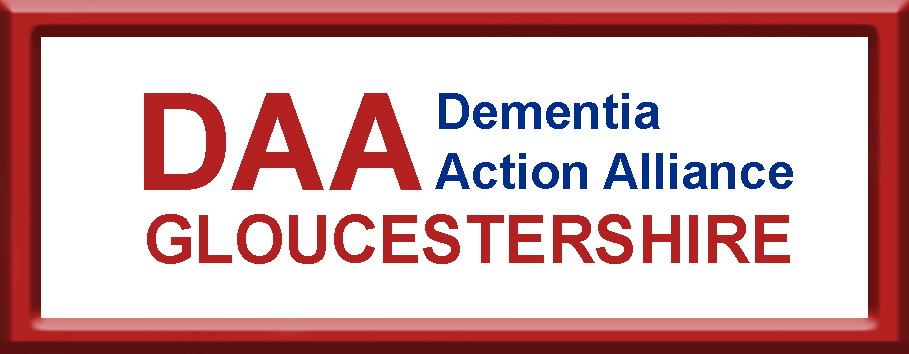 DAA Dementia
Action Alliance
GLOUCESTERSHIRE